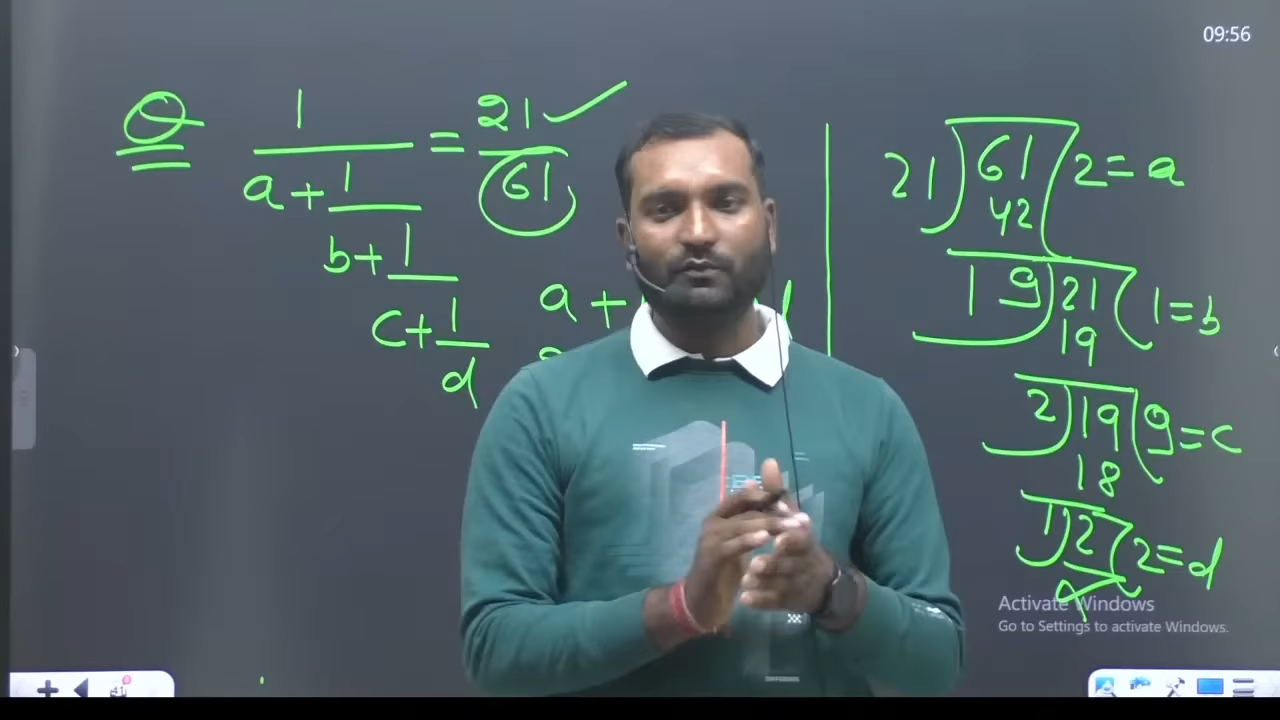 09:56
Q 1 / a + 1 / b + 1 / c + 1 / d = 21 / 61
a +
d
21 ) 61 ( 2 = a
42
19 ) 21 ( 1 = b
19
2 ) 19 ( 9 = c
18
1 ) 2 ( 2 = d
Activate Windows
Go to Settings to activate Windows.